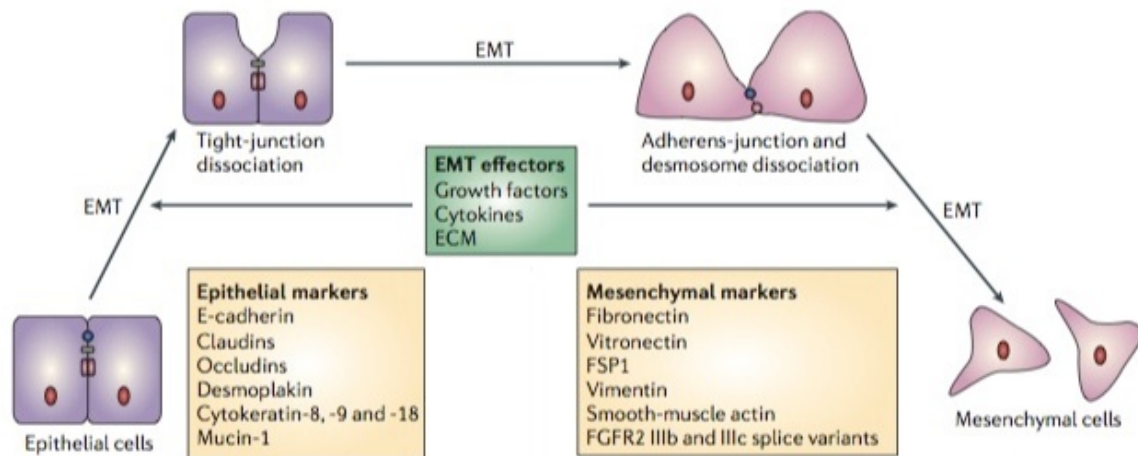 EMT
Tight-junction
dissociation
Adherens-junction and
desmosome dissociation
EMT effectors
Growth factors
Cytokines
ECM
EMT
EMT
Epithelial markers
E-cadherin
Claudins
Occludins
Desmoplakin
Cytokeratin-8, -9 and -18
Mucin-1
Mesenchymal markers
Fibronectin
Vitronectin
FSP1
Vimentin
Smooth-muscle actin
FGFR2 IIIb and IIIc splice variants
Epithelial cells
Mesenchymal cells